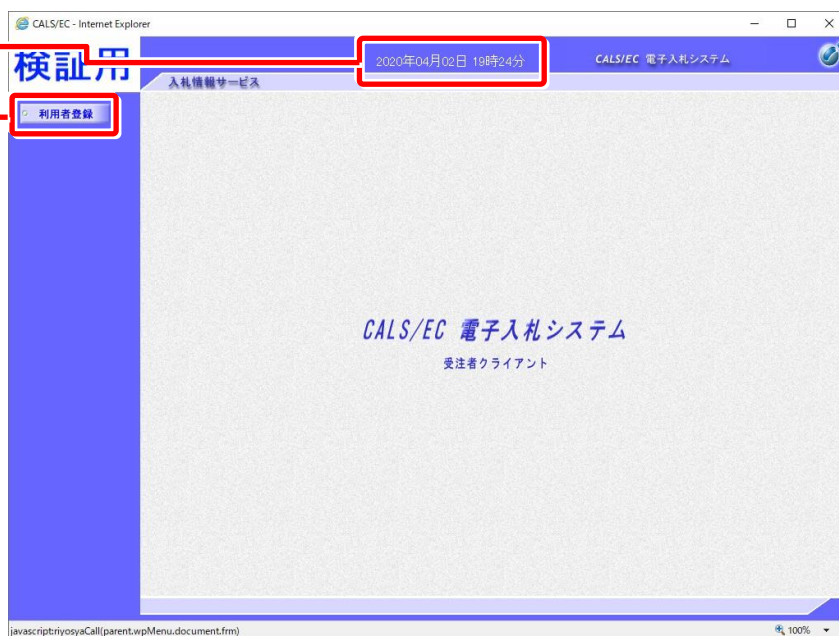 CALS/EC - Internet Explorer
検証用
2020年04月02日 19時24分
CALS/EC 電子入札システム
入札情報サービス
利用者登録
CALS/EC 電子入札システム
受注者クライアント
javascript:riyosyaCall(parent.wpMenu.document.frm)
100%